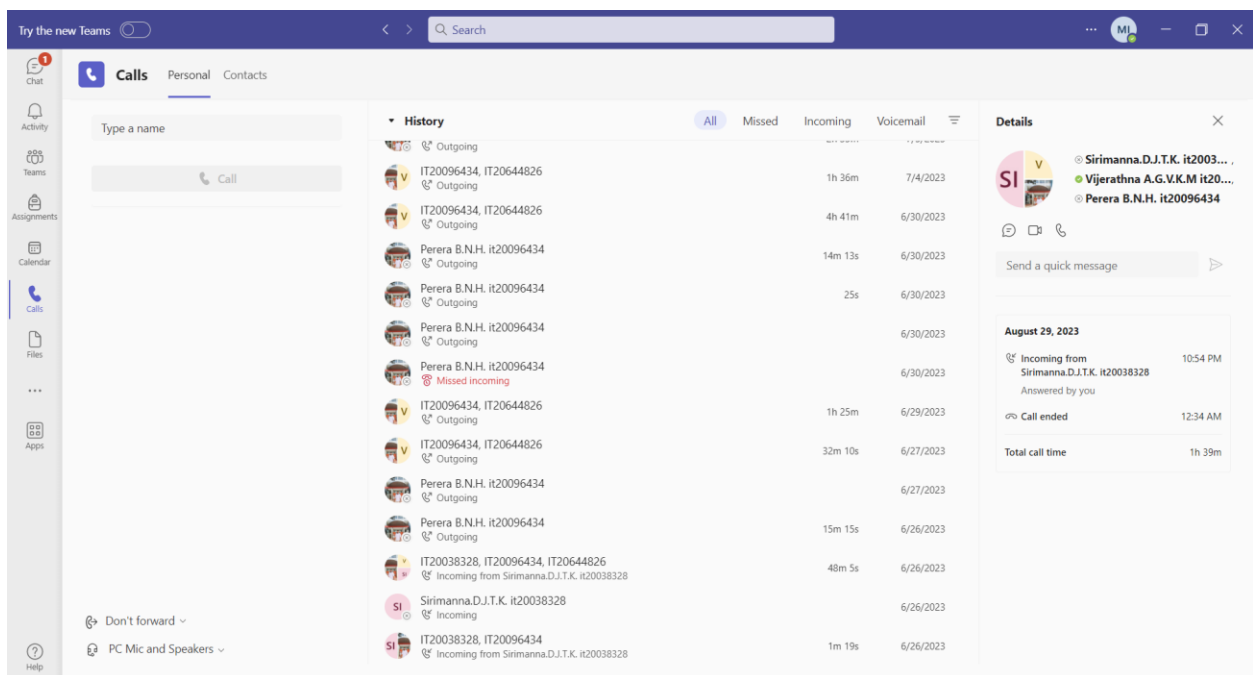 Try the new Teams
Search
MI
1
Chat
Activity
Teams
Assignments
Calendar
Calls
Files
Apps
Help
Calls Personal Contacts
Type a name
Call
Don't forward
PC Mic and Speakers
History All Missed Incoming Voicemail
Outgoing
V IT20096434, IT20644826 1h 36m 7/4/2023
Outgoing
V IT20096434, IT20644826 4h 41m 6/30/2023
Outgoing
Perera B.N.H. it20096434 14m 13s 6/30/2023
Outgoing
Perera B.N.H. it20096434 25s 6/30/2023
Outgoing
Perera B.N.H. it20096434 6/30/2023
Outgoing
Perera B.N.H. it20096434 6/30/2023
Missed incoming
V IT20096434, IT20644826 1h 25m 6/29/2023
Outgoing
V IT20096434, IT20644826 32m 10s 6/27/2023
Outgoing
Perera B.N.H. it20096434 6/27/2023
Outgoing
Perera B.N.H. it20096434 15m 15s 6/26/2023
Outgoing
IT20038328, IT20096434, IT20644826 48m 5s 6/26/2023
Incoming from Sirimanna.D.J.T.K. it20038328
SI Sirimanna.D.J.T.K. it20038328 6/26/2023
Incoming
SI IT20038328, IT20096434 1m 19s 6/26/2023
Incoming from Sirimanna.D.J.T.K. it20038328
Details
SI V
Sirimanna.D.J.T.K. it2003... ,
Vijerathna A.G.V.K.M it20...,
Perera B.N.H. it20096434
Send a quick message
August 29, 2023
Incoming from 10:54 PM
Sirimanna.D.J.T.K. it20038328
Answered by you
Call ended 12:34 AM
Total call time 1h 39m